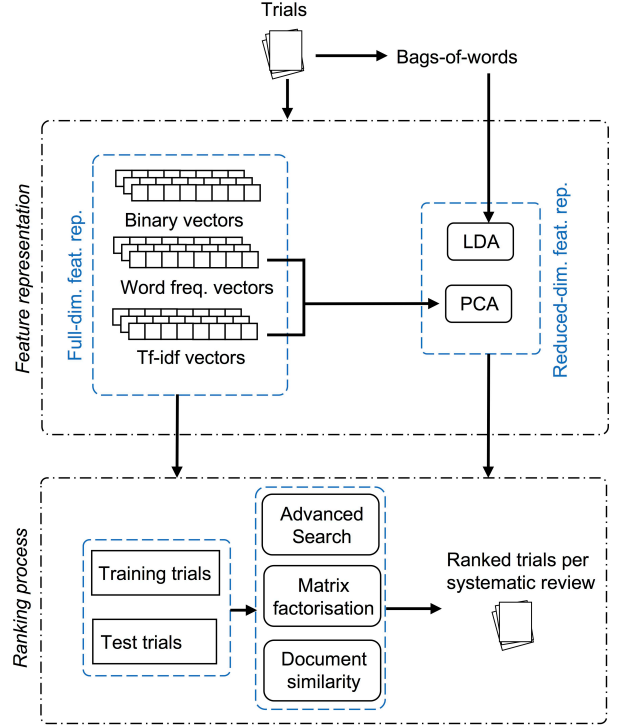 Trials
Bags-of-words
Feature representation
Full-dim. feat. rep.
Binary vectors
Word freq. vectors
Tf-idf vectors
LDA
PCA
Reduced-dim. feat. rep.
Ranking process
Training trials
Test trials
Advanced
Search
Matrix
factorisation
Document
similarity
Ranked trials per
systematic review